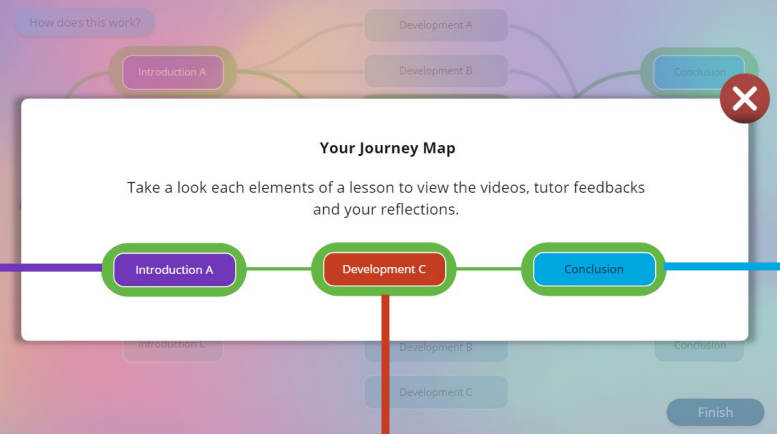 How does this work?
Development A
Introduction A
Development B
Conclusion
Your Journey Map
Take a look each elements of a lesson to view the videos, tutor feedbacks
and your reflections.
Introduction A
Development C
Conclusion
Introduction C
Development B
Conclusion
Development C
Finish